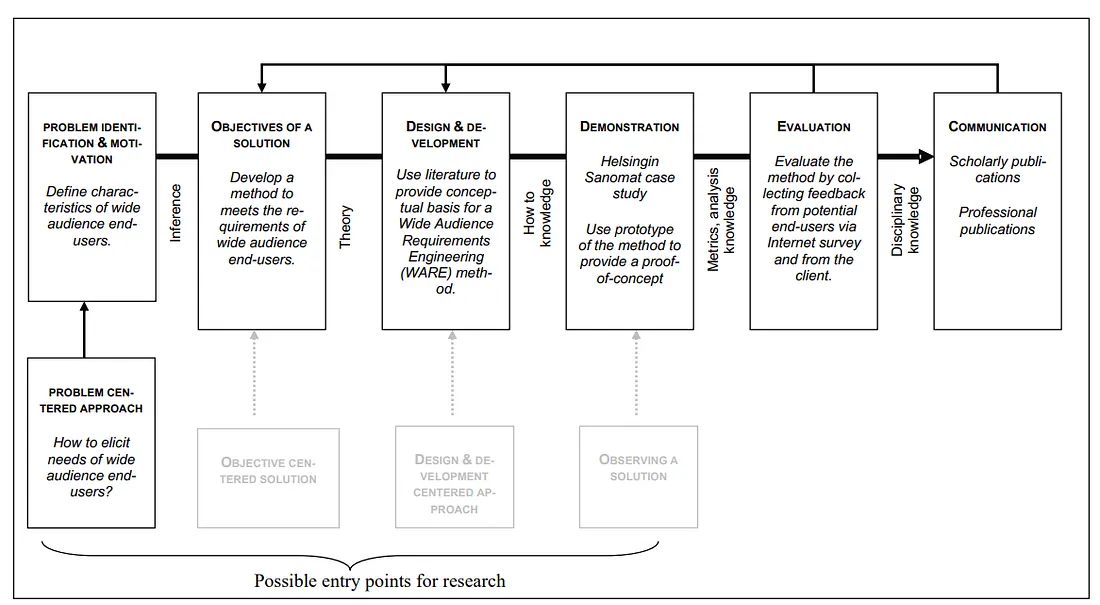 PROBLEM IDENTI-
FICATION & MOTI-
VATION
Define charac-
teristics of wide
audience end-
users.
Inference
OBJECTIVES OF A
SOLUTION
Develop a
method to
meets the re-
quirements of
wide audience
end-users.
Theory
DESIGN & DE-
VELOPMENT
Use literature to
provide concep-
tual basis for a
Wide Audience
Requirements
Engineering
(WARE) meth-
od.
How to
knowledge
DEMONSTRATION
Helsingin
Sanomat case
study
Use prototype
of the method to
provide a proof-
of-concept
Metrics, analysis
knowledge
EVALUATION
Evaluate the
method by col-
lecting feedback
from potential
end-users via
Internet survey
and from the
client.
Disciplinary
knowledge
COMMUNICATION
Scholarly publi-
cations
Professional
publications
PROBLEM CEN-
TERED APPROACH
How to elicit
needs of wide
audience end-
users?
OBJECTIVE CEN-
TERED SOLUTION
DESIGN & DE-
VELOPMENT
CENTERED AP-
PROACH
OBSERVING A
SOLUTION
Possible entry points for research